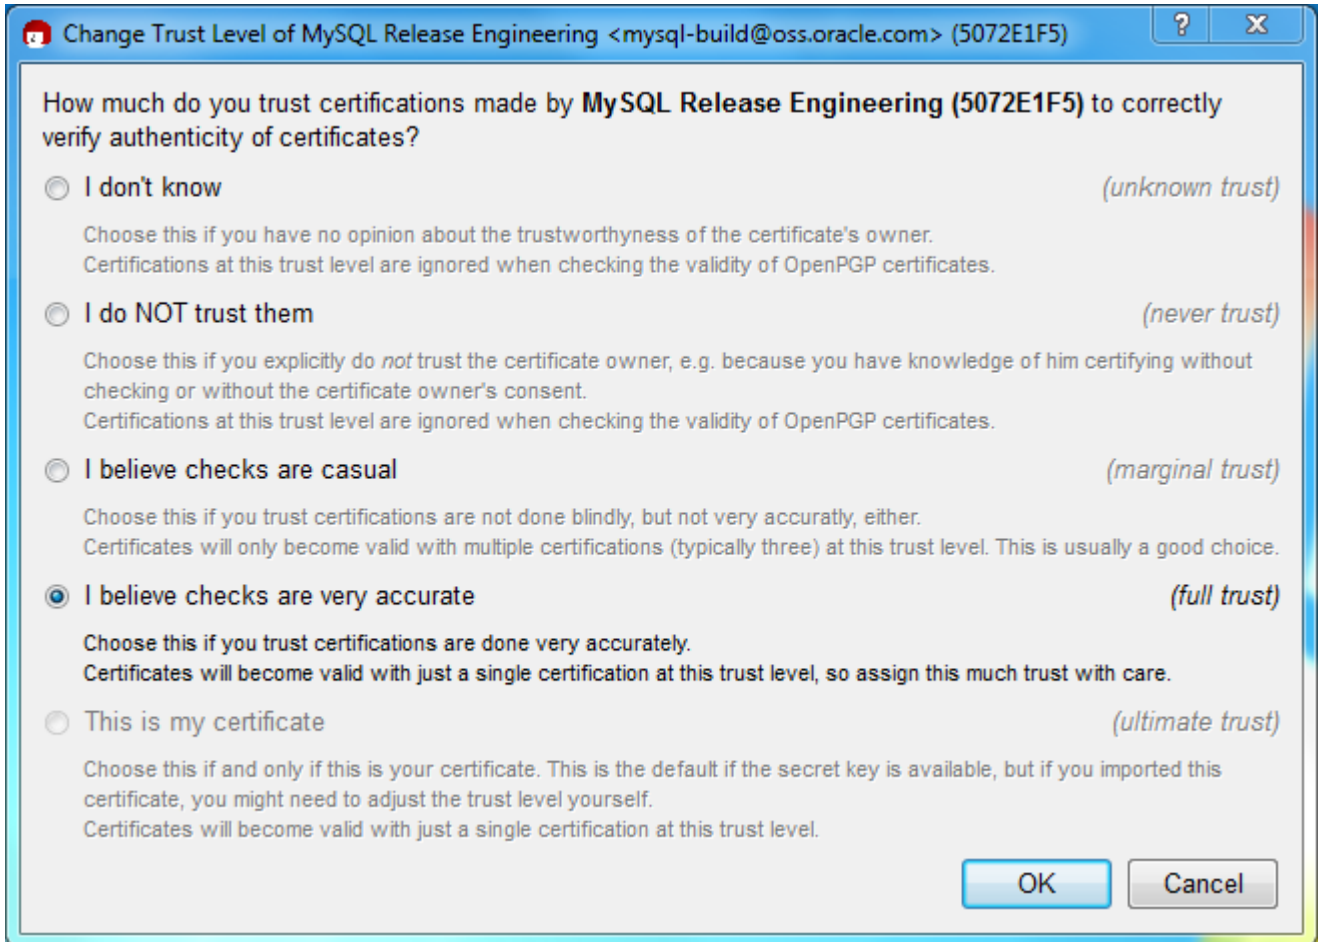 Change Trust Level of MySQL Release Engineering <mysql-build@oss.oracle.com> (5072E1F5)
How much do you trust certifications made by MySQL Release Engineering (5072E1F5) to correctly
verify authenticity of certificates?
I don't know (unknown trust)
Choose this if you have no opinion about the trustworthyness of the certificate's owner.
Certifications at this trust level are ignored when checking the validity of OpenPGP certificates.
I do NOT trust them (never trust)
Choose this if you explicitly do not trust the certificate owner, e.g. because you have knowledge of him certifying without
checking or without the certificate owner's consent.
Certifications at this trust level are ignored when checking the validity of OpenPGP certificates.
I believe checks are casual (marginal trust)
Choose this if you trust certifications are not done blindly, but not very accuratly, either.
Certificates will only become valid with multiple certifications (typically three) at this trust level. This is usually a good choice.
I believe checks are very accurate (full trust)
Choose this if you trust certifications are done very accurately.
Certificates will become valid with just a single certification at this trust level, so assign this much trust with care.
This is my certificate (ultimate trust)
Choose this if and only if this is your certificate. This is the default if the secret key is available, but if you imported this
certificate, you might need to adjust the trust level yourself.
Certificates will become valid with just a single certification at this trust level.
OK Cancel